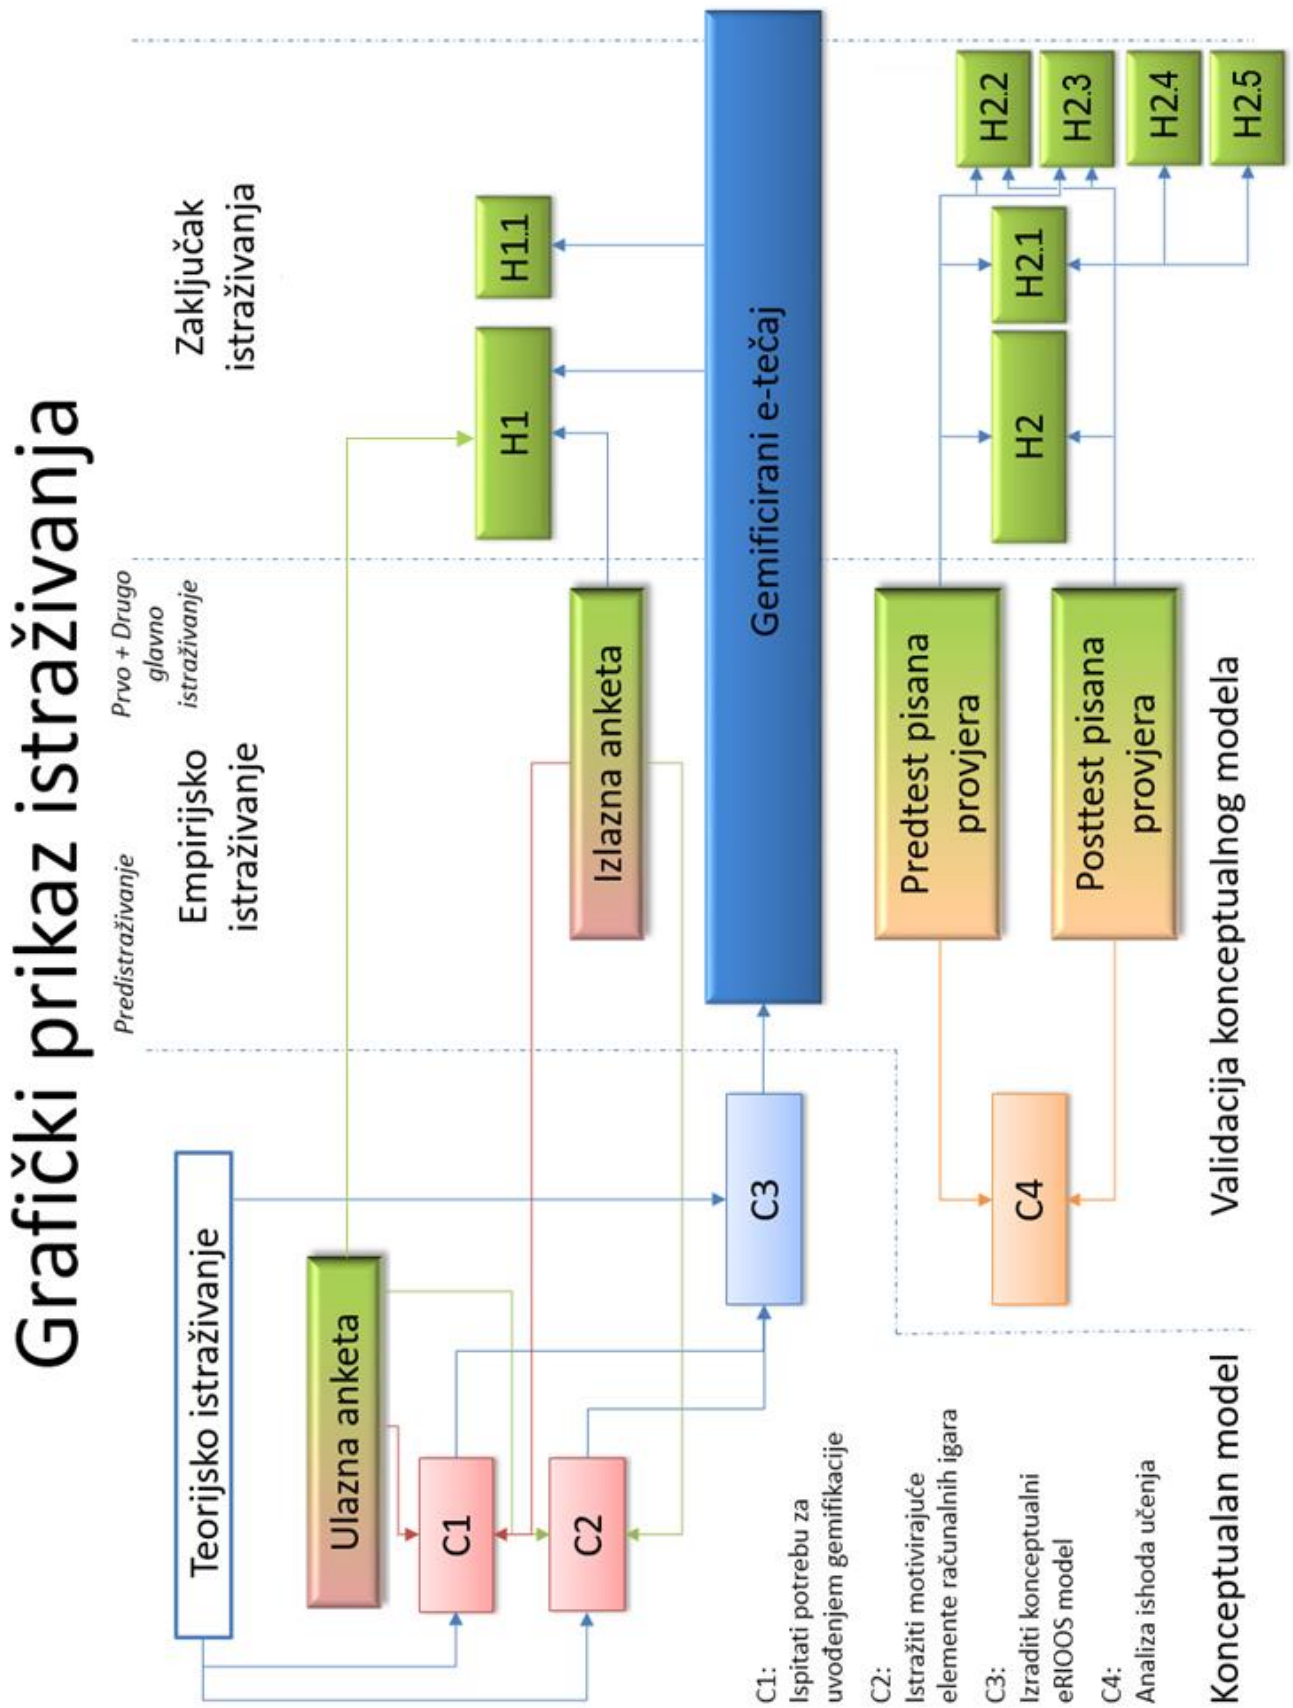 Grafički prikaz istraživanja
Predistraživanje
Prvo + Drugo
glavno
istraživanje
Empirijsko
istraživanje
Zaključak
istraživanja
Teorijsko istraživanje
Ulazna anketa
C1
C2
C3
Izlazna anketa
H1
H1.1
Gemificirani e-tečaj
C4
Predtest pisana
provjera
Posttest pisana
provjera
H2
H2.1
H2.2
H2.3
H2.4
H2.5
C1:
Ispitati potrebu za
uvođenjem gemifikacije
C2:
Istražiti motivirajuće
elemente računalnih igara
C3:
Izraditi konceptualni
eRIOOS model
C4:
Analiza ishoda učenja
Konceptualan model
Validacija konceptualnog modela